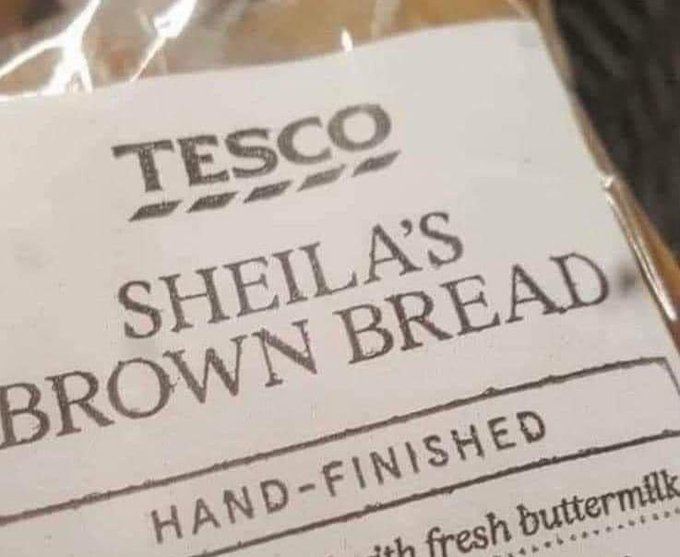 TESCO
SHEILA'S
BROWN BREAD
HAND-FINISHED
fresh buttermilk